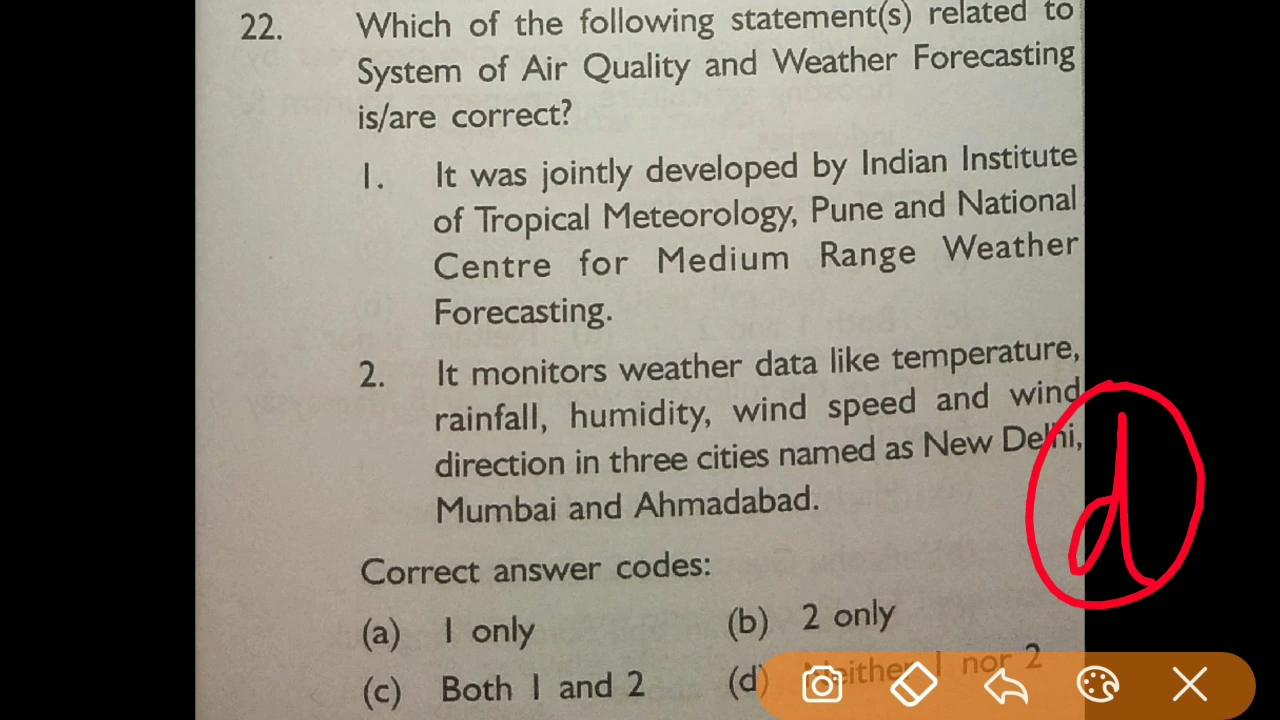 22. Which of the following statement(s) related to
System of Air Quality and Weather Forecasting
is/are correct?
1. It was jointly developed by Indian Institute
of Tropical Meteorology, Pune and National
Centre for Medium Range Weather
Forecasting.
2. It monitors weather data like temperature,
rainfall, humidity, wind speed and wind
direction in three cities named as New Delhi,
Mumbai and Ahmadabad.
d
Correct answer codes:
(a) 1 only (b) 2 only
(c) Both 1 and 2 (d) Neither 1 nor 2